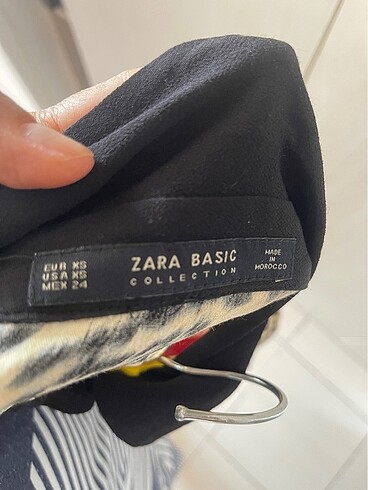 EUR XS
USA XS
MEX 24
ZARA BASIC
COLLECTION
MADE
IN
MOROCCO